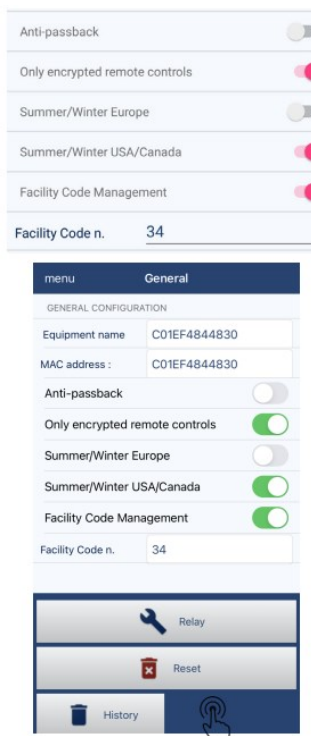 Anti-passback
Only encrypted remote controls
Summer/Winter Europe
Summer/Winter USA/Canada
Facility Code Management
Facility Code n. 34
menu General
GENERAL CONFIGURATION
Equipment name C01EF4844830
MAC address : C01EF4844830
Anti-passback
Only encrypted remote controls
Summer/Winter Europe
Summer/Winter USA/Canada
Facility Code Management
Facility Code n. 34
Relay
Reset
History